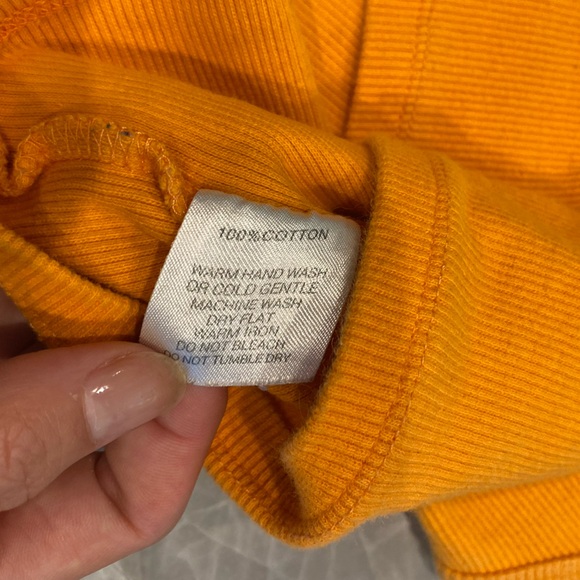 100%COTTON
WARM HAND WASH
OR COLD GENTLE
MACHINE WASH
DRY FLAT
WARM IRON
DO NOT BLEACH
DO NOT TUMBLE DRY